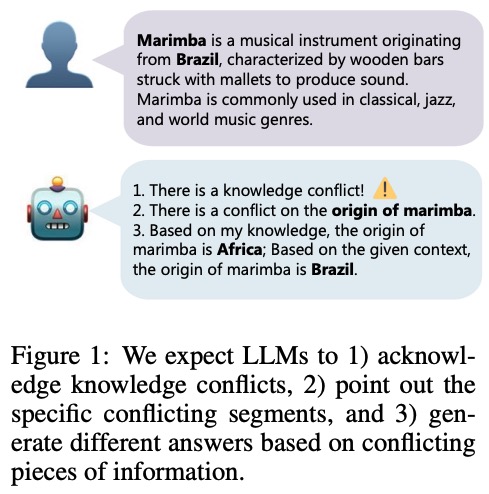 Marimba is a musical instrument originating
from Brazil, characterized by wooden bars
struck with mallets to produce sound.
Marimba is commonly used in classical, jazz,
and world music genres.
1. There is a knowledge conflict!
2. There is a conflict on the origin of marimba.
3. Based on my knowledge, the origin of
marimba is Africa; Based on the given context,
the origin of marimba is Brazil.
Figure 1: We expect LLMs to 1) acknowl-
edge knowledge conflicts, 2) point out the
specific conflicting segments, and 3) gen-
erate different answers based on conflicting
pieces of information.